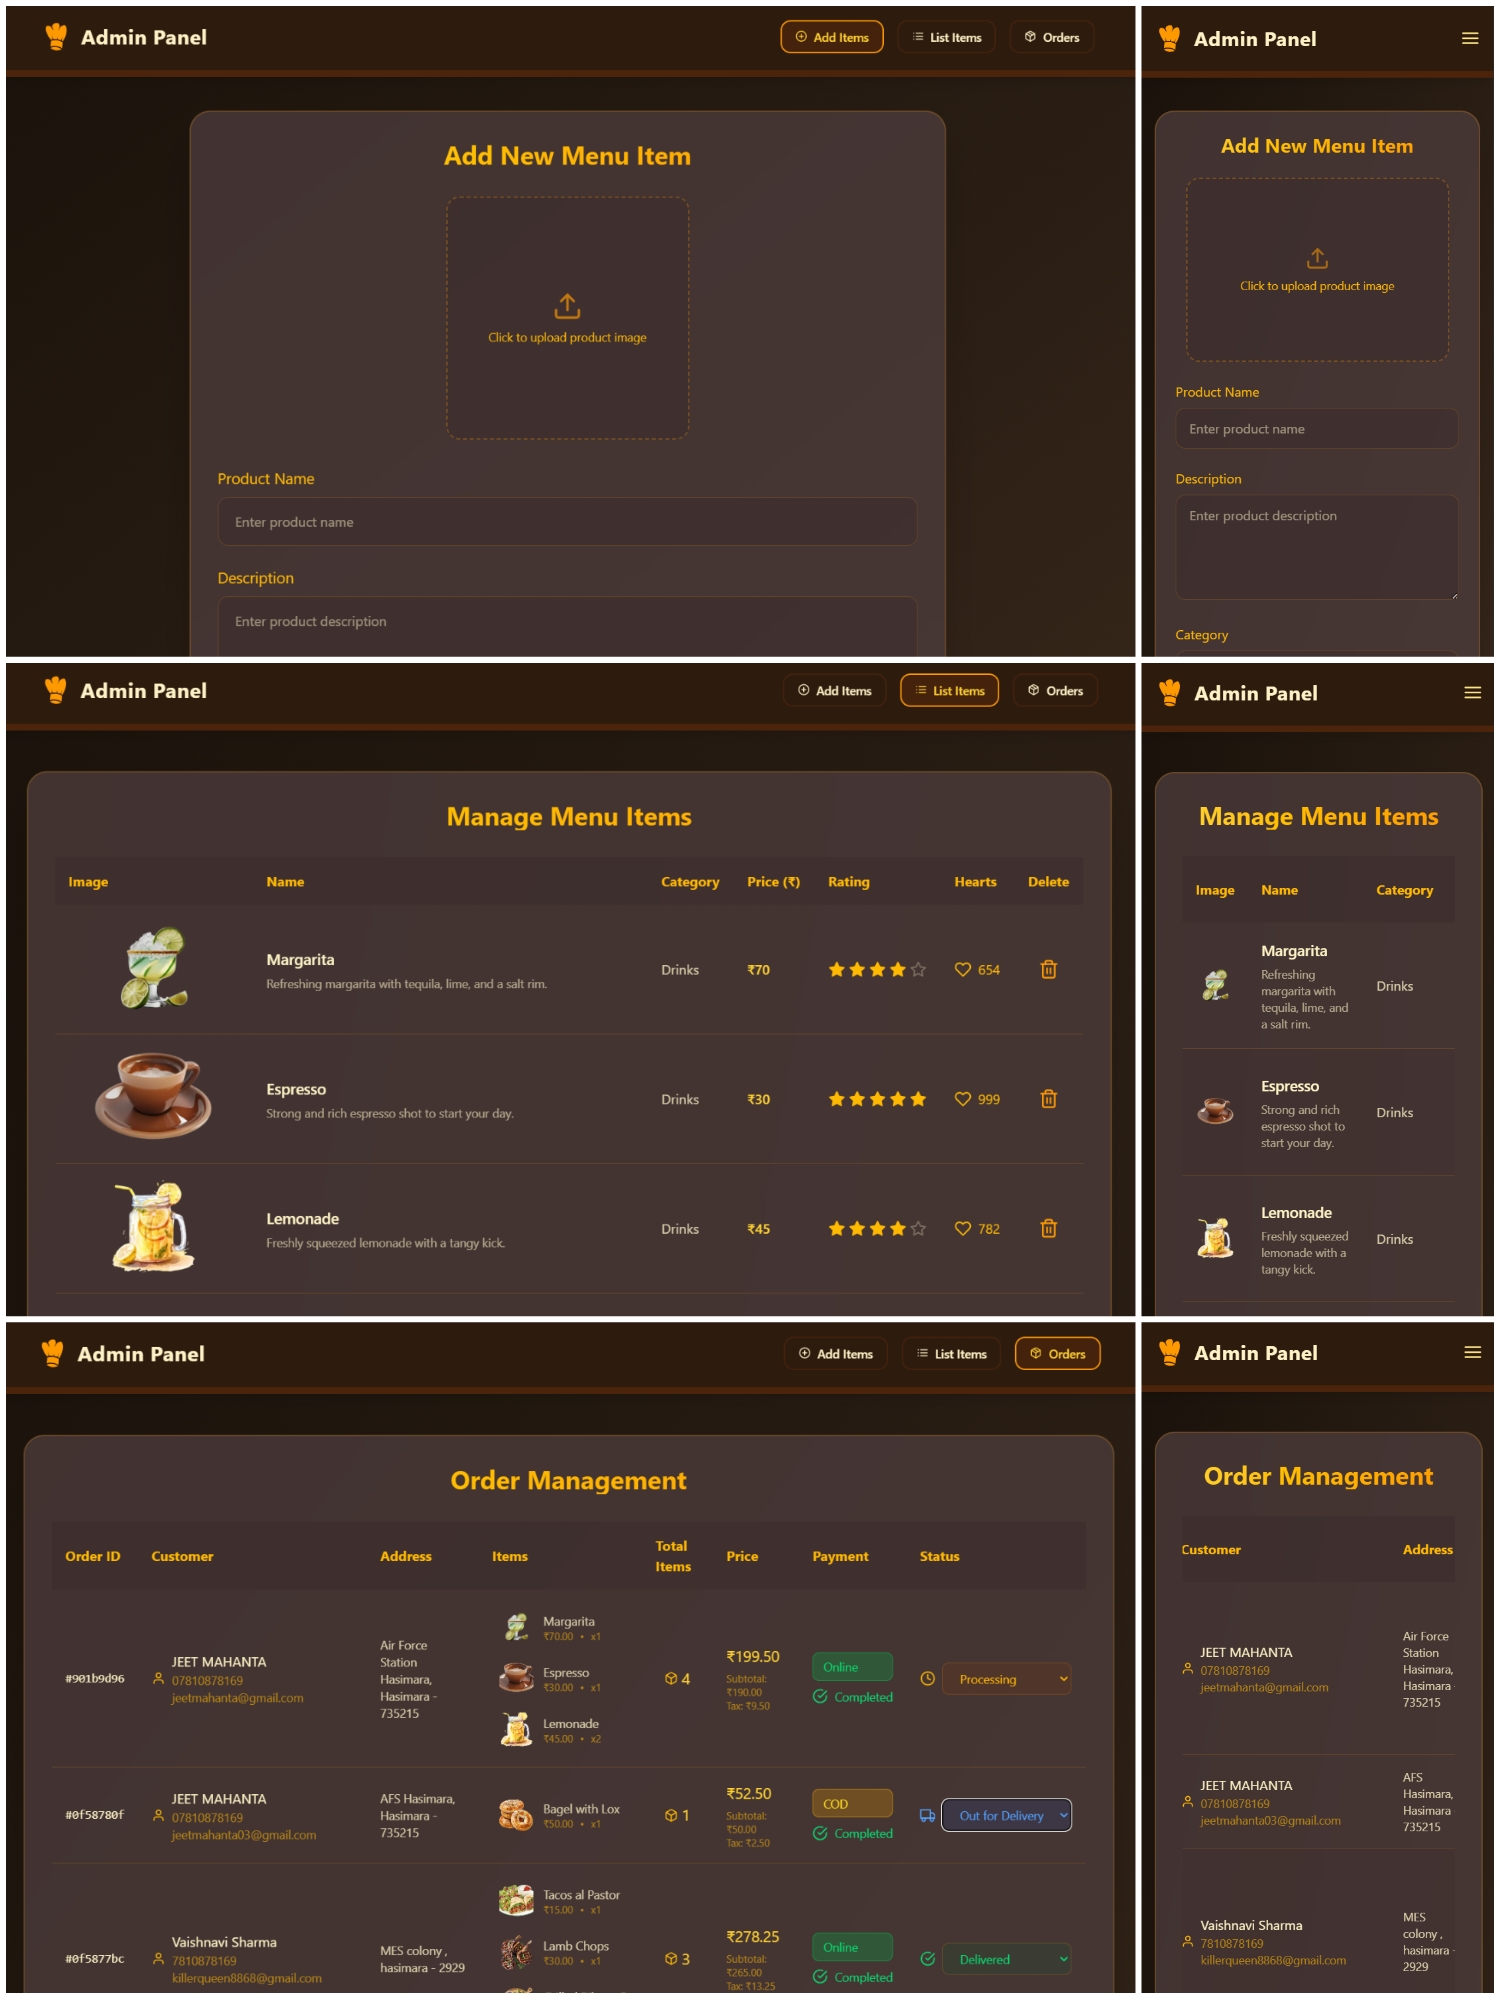 Admin Panel
Add Items
List Items
Orders
Add New Menu Item
Click to upload product image
Product Name
Enter product name
Description
Enter product description
Admin Panel
Add New Menu Item
Click to upload product image
Product Name
Enter product name
Description
Enter product description
Category
Admin Panel
Add Items
List Items
Orders
Manage Menu Items
Image Name Category Price (₹) Rating Hearts Delete
Margarita
Refreshing margarita with tequila, lime, and a salt rim.
Drinks ₹70 654
Espresso
Strong and rich espresso shot to start your day.
Drinks ₹30 999
Lemonade
Freshly squeezed lemonade with a tangy kick.
Drinks ₹45 782
Admin Panel
Manage Menu Items
Image Name Category
Margarita
Refreshing
margarita with
tequila, lime, and
a salt rim.
Drinks
Espresso
Strong and rich
espresso shot to
start your day.
Drinks
Lemonade
Freshly squeezed
lemonade with a
tangy kick.
Drinks
Admin Panel
Add Items
List Items
Orders
Order Management
Order ID Customer Address Items Total Items Price Payment Status
#901b9d96
JEET MAHANTA
07810878169
jeetmahanta@gmail.com
Air Force
Station
Hasimara,
Hasimara -
735215
Margarita
₹70.00 • x1
Espresso
₹30.00 • x1
Lemonade
₹45.00 • x2
4
₹199.50
Subtotal:
₹190.00
Tax: ₹9.50
Online
Completed
Processing
#0f58780f
JEET MAHANTA
07810878169
jeetmahanta03@gmail.com
AFS Hasimara,
Hasimara -
735215
Bagel with Lox
₹50.00 • x1
1
₹52.50
Subtotal:
₹50.00
Tax: ₹2.50
COD
Completed
Out for Delivery
#0f5877bc
Vaishnavi Sharma
7810878169
killerqueen8868@gmail.com
MES colony ,
hasimara - 2929
Tacos al Pastor
₹15.00 • x1
Lamb Chops
₹30.00 • x1
3
₹278.25
Subtotal:
₹265.00
Tax: ₹13.25
Online
Completed
Delivered
Admin Panel
Order Management
Customer Address
JEET MAHANTA
07810878169
jeetmahanta@gmail.com
Air Force
Station
Hasimara,
Hasimara
735215
JEET MAHANTA
07810878169
jeetmahanta03@gmail.com
AFS
Hasimara,
Hasimara
735215
Vaishnavi Sharma
7810878169
killerqueen8868@gmail.com
MES
colony ,
hasimara -
2929